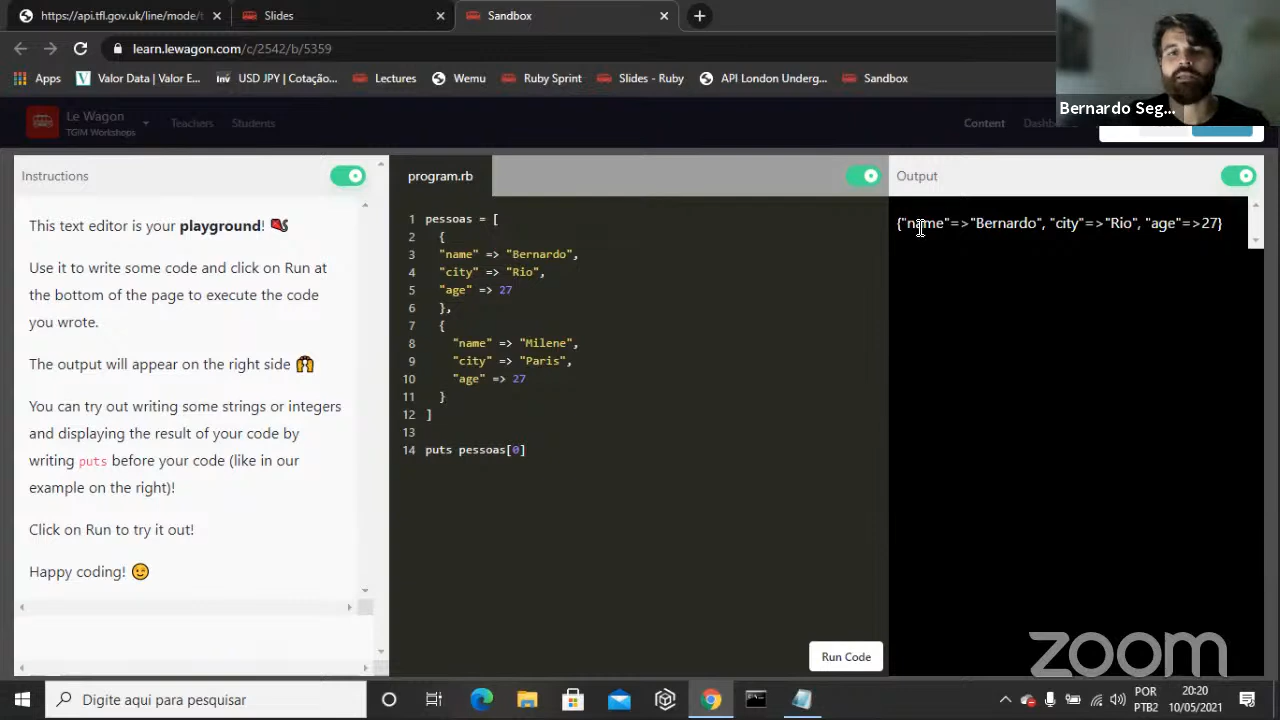 https://api.tfl.gov.uk/line/mode/t
Slides
Sandbox
learn.lewagon.com/c/2542/b/5359
Apps
Valor Data | Valor E...
USD JPY | Cotação...
Lectures
Wemu
Ruby Sprint
Slides - Ruby
API London Underg...
Sandbox
Bernardo Seg...
Le Wagon
TGIM Workshops
Teachers
Students
Content
Instructions
This text editor is your playground!
Use it to write some code and click on Run at
the bottom of the page to execute the code
you wrote.
The output will appear on the right side
You can try out writing some strings or integers
and displaying the result of your code by
writing puts before your code (like in our
example on the right)!
Click on Run to try it out!
Happy coding!
program.rb
1 pessoas = [
2 {
3 "name" => "Bernardo",
4 "city" => "Rio",
5 "age" => 27
6 },
7 {
8 "name" => "Milene",
9 "city" => "Paris",
10 "age" => 27
11 }
12 ]
13
14 puts pessoas[0]
Run Code
Output
{"name"=>"Bernardo", "city"=>"Rio", "age"=>27}
zoom
Digite aqui para pesquisar
POR
PTB2
20:20
10/05/2021